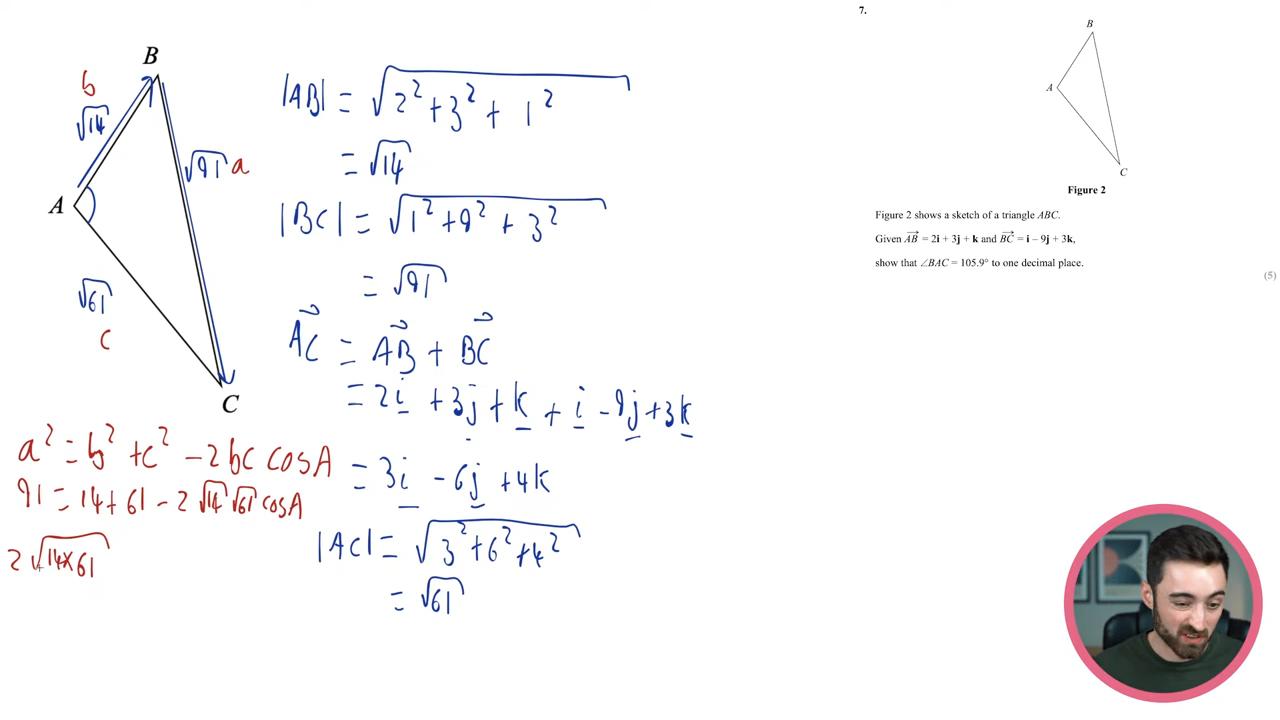 B
b
√14
√91 a
A
√61
c
C
|AB| = √2² + 3² + 1²
= √14
|BC| = √1² + 9² + 3²
= √91
AC = AB + BC
= 2i + 3j + k + i - 9j + 3k
= 3i - 6j + 4k
|AC| = √3² + 6² + 4²
= √61
a² = b² + c² - 2bc cosA
91 = 14 + 61 - 2 √14 √61 cosA
2 √14×61
7.
B
A
C
Figure 2
Figure 2 shows a sketch of a triangle ABC.
Given AB = 2i + 3j + k and BC = i – 9j + 3k,
show that ∠BAC = 105.9° to one decimal place.
(5)